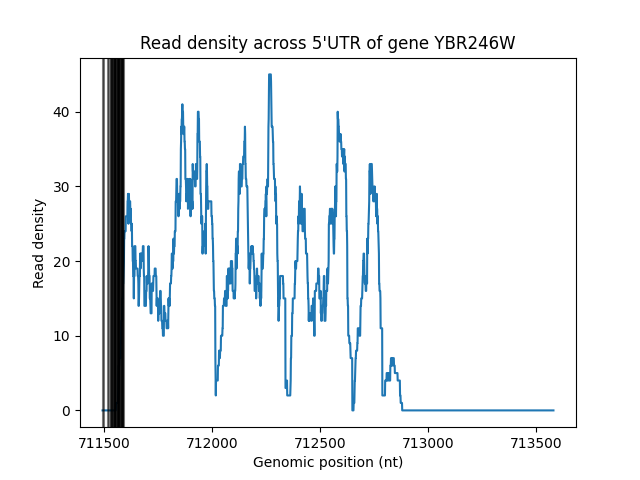 Read density across 5'UTR of gene YBR246W
40
30
20
10
0
Read density
711500 712000 712500 713000 713500
Genomic position (nt)